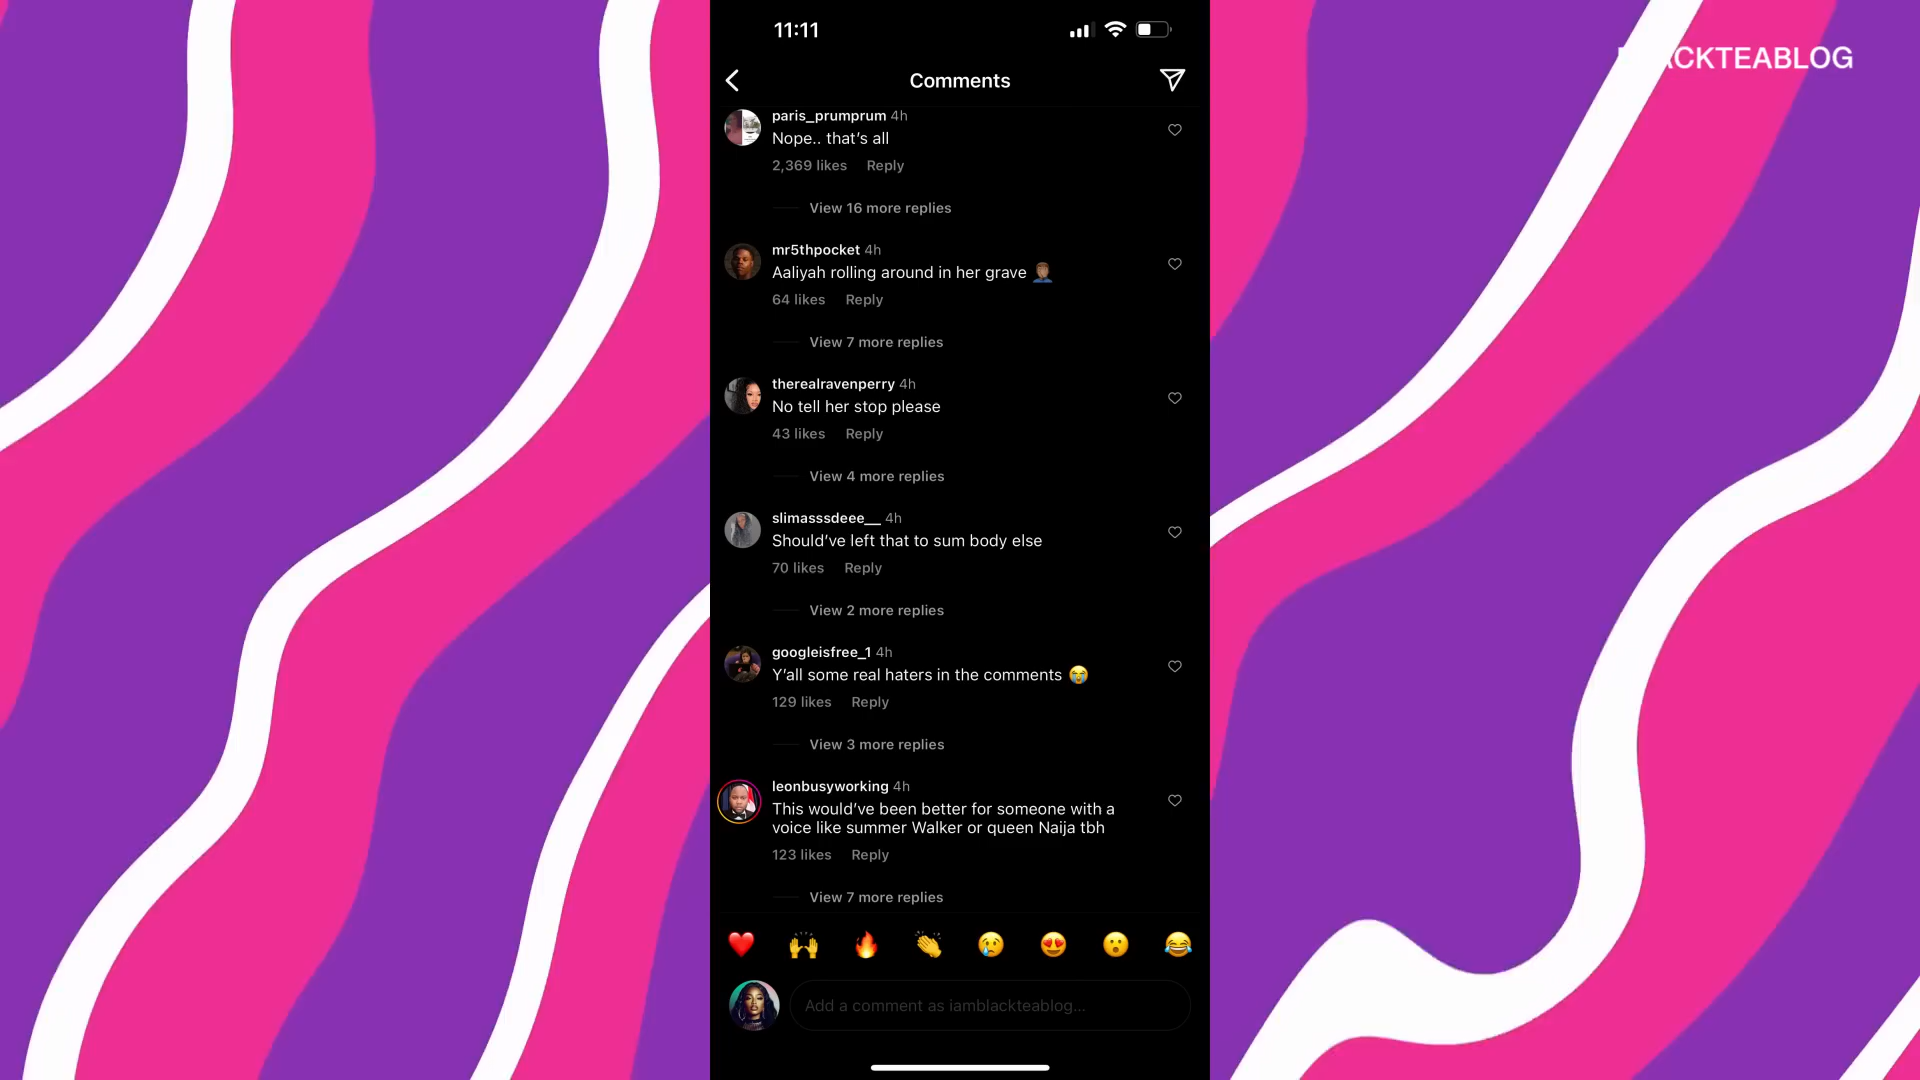 11:11
Comments
paris_prumprum 4h
Nope.. that's all
2,369 likes Reply
View 16 more replies
mr5thpocket 4h
Aaliyah rolling around in her grave 🤦🏾‍♂️
64 likes Reply
View 7 more replies
therealravenperry 4h
No tell her stop please
43 likes Reply
View 4 more replies
slimasssdeee__ 4h
Should've left that to sum body else
70 likes Reply
View 2 more replies
googleisfree_1 4h
Y'all some real haters in the comments 😭
129 likes Reply
View 3 more replies
leonbusyworking 4h
This would've been better for someone with a
voice like summer Walker or queen Naija tbh
123 likes Reply
View 7 more replies
❤️ 🙌 🔥 👏 😢 😍 😮 😂
Add a comment as iamblackteablog...
BLACKTEABLOG